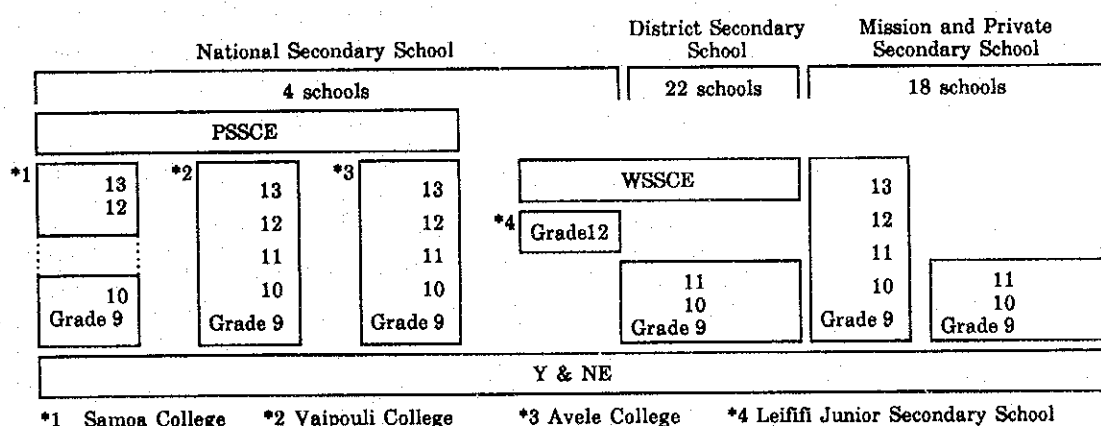 National Secondary School
District Secondary School
Mission and Private Secondary School
4 schools
22 schools
18 schools
PSSCE
*1
13
12
10
Grade 9
*2
13
12
11
10
Grade 9
*3
13
12
11
10
Grade 9
WSSCE
*4
Grade12
11
10
Grade 9
13
12
11
10
Grade 9
11
10
Grade 9
Y & NE
*1 Samoa College *2 Vaipouli College *3 Avele College *4 Leififi Junior Secondary School